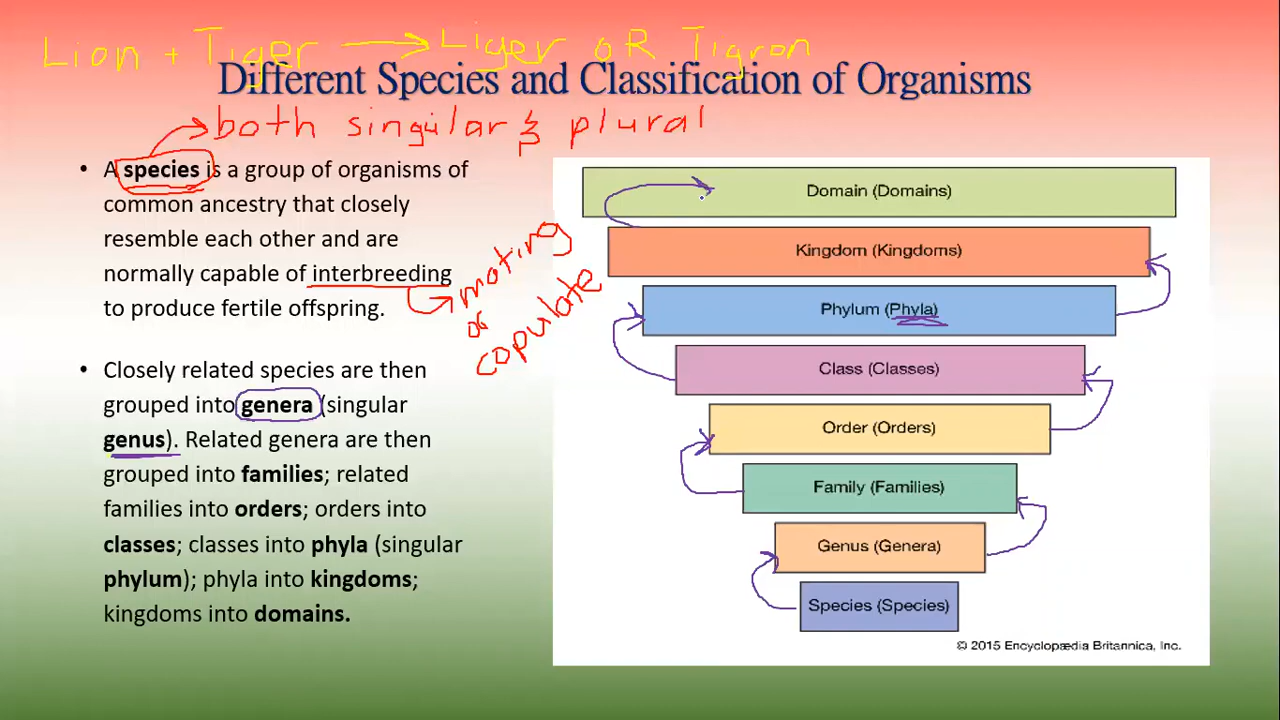 Lion + Tiger → Liger OR Tigron
Different Species and Classification of Organisms
both singular & plural
• A species is a group of organisms of
common ancestry that closely
resemble each other and are
normally capable of interbreeding
to produce fertile offspring.
mating
or
copulate
• Closely related species are then
grouped into genera (singular
genus). Related genera are then
grouped into families; related
families into orders; orders into
classes; classes into phyla (singular
phylum); phyla into kingdoms;
kingdoms into domains.
Domain (Domains)
Kingdom (Kingdoms)
Phylum (Phyla)
Class (Classes)
Order (Orders)
Family (Families)
Genus (Genera)
Species (Species)
© 2015 Encyclopædia Britannica, Inc.